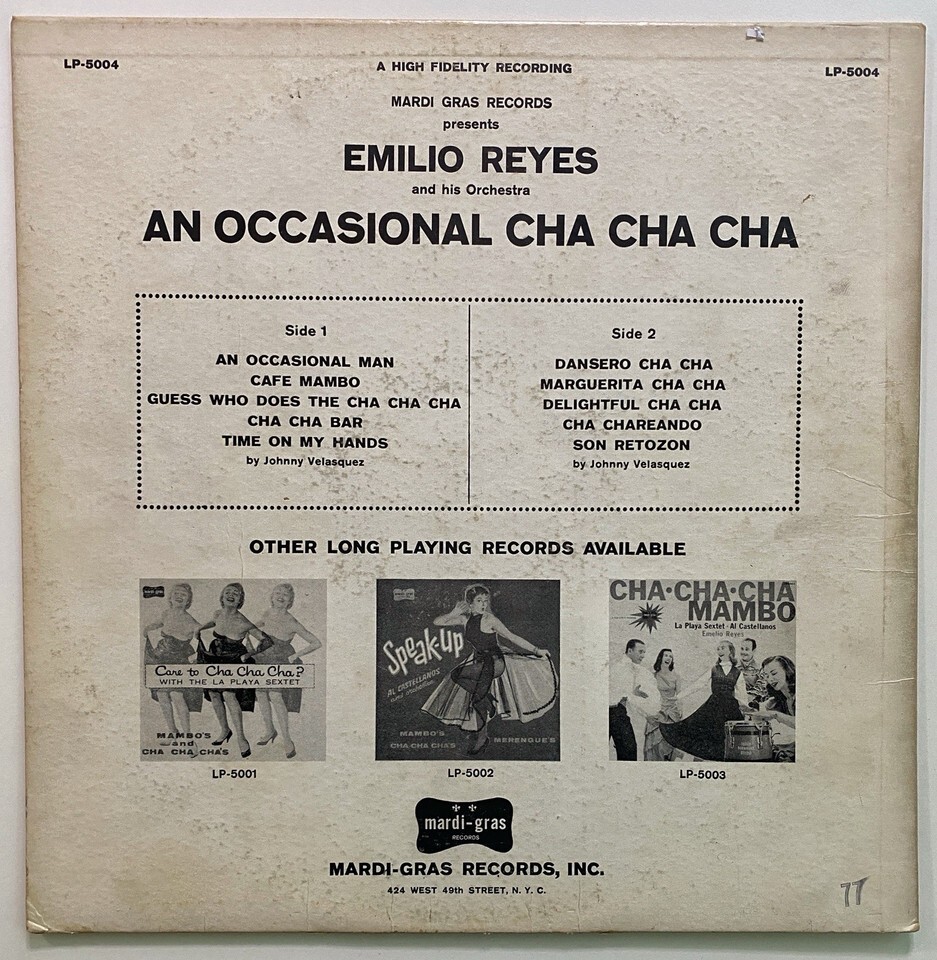 LP-5004
A HIGH FIDELITY RECORDING
LP-5004
MARDI GRAS RECORDS
presents
EMILIO REYES
and his Orchestra
AN OCCASIONAL CHA CHA CHA
Side 1
AN OCCASIONAL MAN
CAFE MAMBO
GUESS WHO DOES THE CHA CHA CHA
CHA CHA BAR
TIME ON MY HANDS
by Johnny Velasquez
Side 2
DANSERO CHA CHA
MARGUERITA CHA CHA
DELIGHTFUL CHA CHA
CHA CHAREANDO
SON RETOZON
by Johnny Velasquez
OTHER LONG PLAYING RECORDS AVAILABLE
Care to Cha Cha Cha?
WITH THE LA PLAYA SEXTET
MAMBO'S
and
CHA CHA CHA'S
LP-5001
Speak-Up
AL CASTELLANOS
and orchestra
MAMBO'S
CHA-CHA CHA'S
MERENGUE'S
LP-5002
CHA•CHA•CHA
MAMBO
La Playa Sextet · Al Castellanos
Emilio Reyes
LP-5003
mardi-gras
RECORDS
MARDI-GRAS RECORDS, INC.
424 WEST 49th STREET, N. Y. C.
77